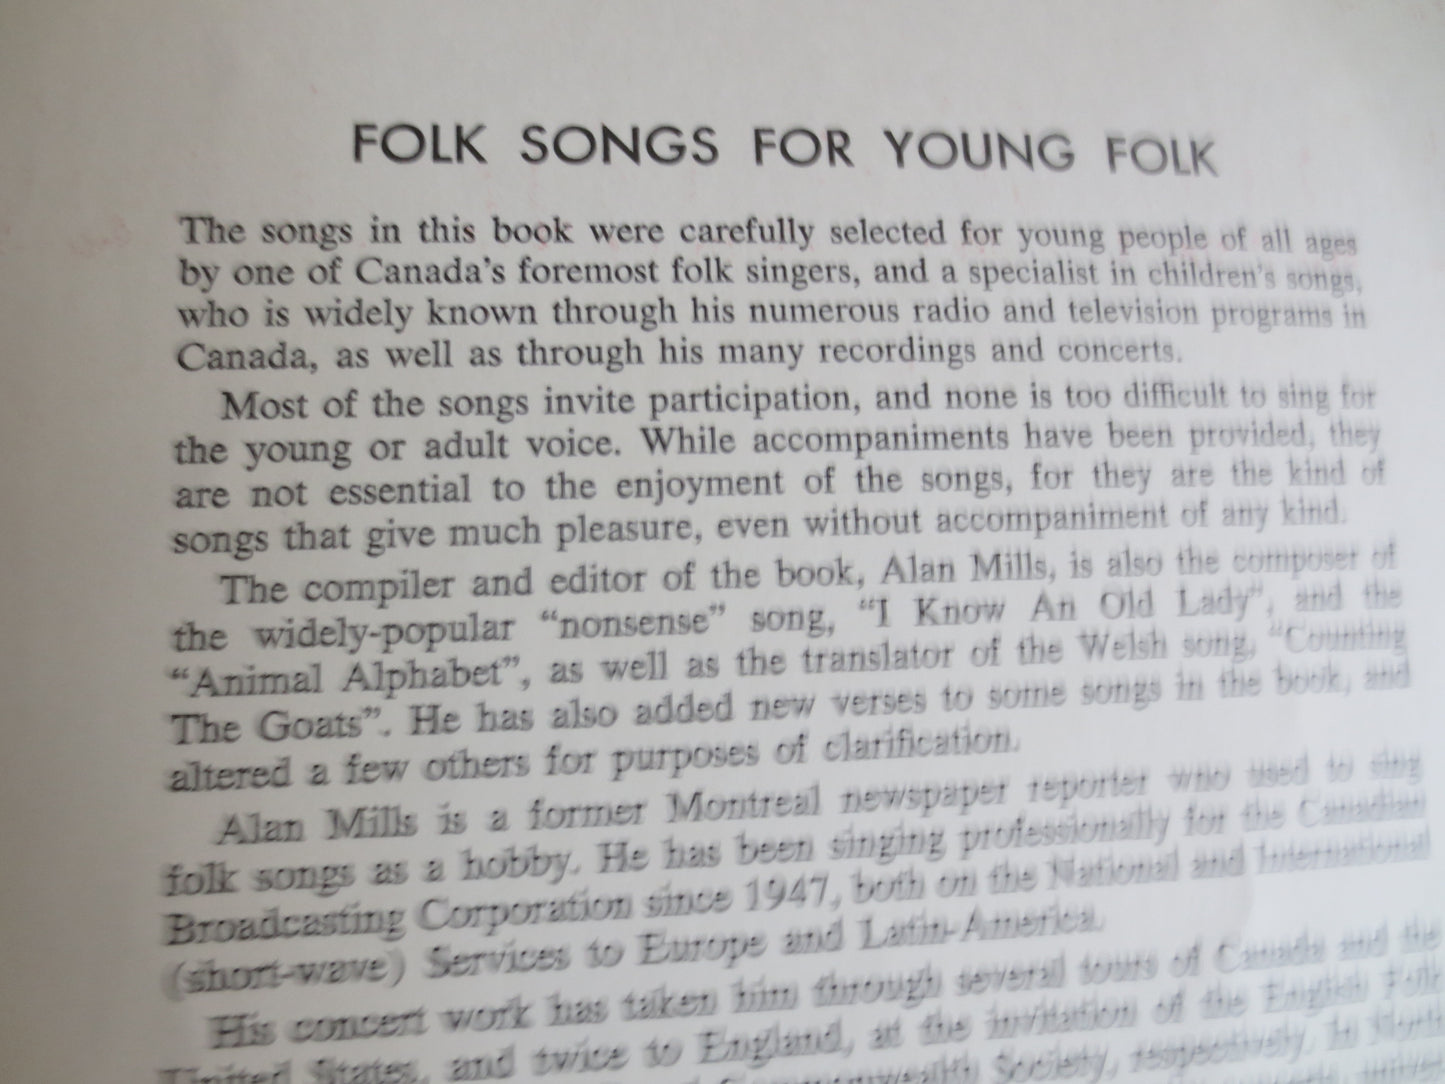 FOLK SONGS FOR YOUNG FOLK
The songs in this book were carefully selected for young people of all ages
by one of Canada's foremost folk singers, and a specialist in children's songs,
who is widely known through his numerous radio and television programs in
Canada, as well as through his many recordings and concerts.
Most of the songs invite participation, and none is too difficult to sing for
the young or adult voice. While accompaniments have been provided, they
are not essential to the enjoyment of the songs, for they are the kind of
songs that give much pleasure, even without accompaniment of any kind.
The compiler and editor of the book, Alan Mills, is also the composer of
the widely-popular “nonsense” song, “I Know An Old Lady”, and the
“Animal Alphabet”, as well as the translator of the Welsh song, “Counting
The Goats”. He has also added new verses to some songs in the book, and
altered a few others for purposes of clarification.
Alan Mills is a former Montreal newspaper reporter who used to sing
folk songs as a hobby. He has been singing professionally for the Canadian
Broadcasting Corporation since 1947, both on the National and International
(short-wave) Services to Europe and Latin-America.
His concert work has taken him through several tours of Canada and the
United States, and twice to England, at the invitation of the English Folk
Society, respectively. In North